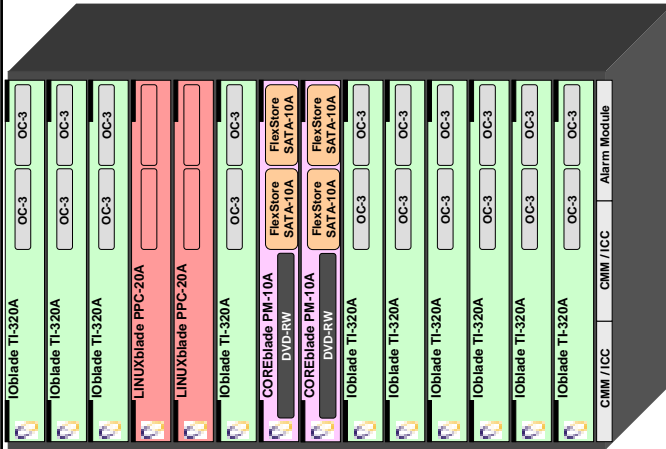 OC-3
OC-3
IOblade TI-320A
OC-3
OC-3
IOblade TI-320A
OC-3
OC-3
IOblade TI-320A
LINUXblade PPC-20A
LINUXblade PPC-20A
OC-3
OC-3
IOblade TI-320A
FlexStore
SATA-10A
FlexStore
SATA-10A
COREblade PM-10A
DVD-RW
FlexStore
SATA-10A
FlexStore
SATA-10A
COREblade PM-10A
DVD-RW
OC-3
OC-3
IOblade TI-320A
OC-3
OC-3
IOblade TI-320A
OC-3
OC-3
IOblade TI-320A
OC-3
OC-3
IOblade TI-320A
OC-3
OC-3
IOblade TI-320A
OC-3
OC-3
IOblade TI-320A
Alarm Module
CMM / ICC
CMM / ICC